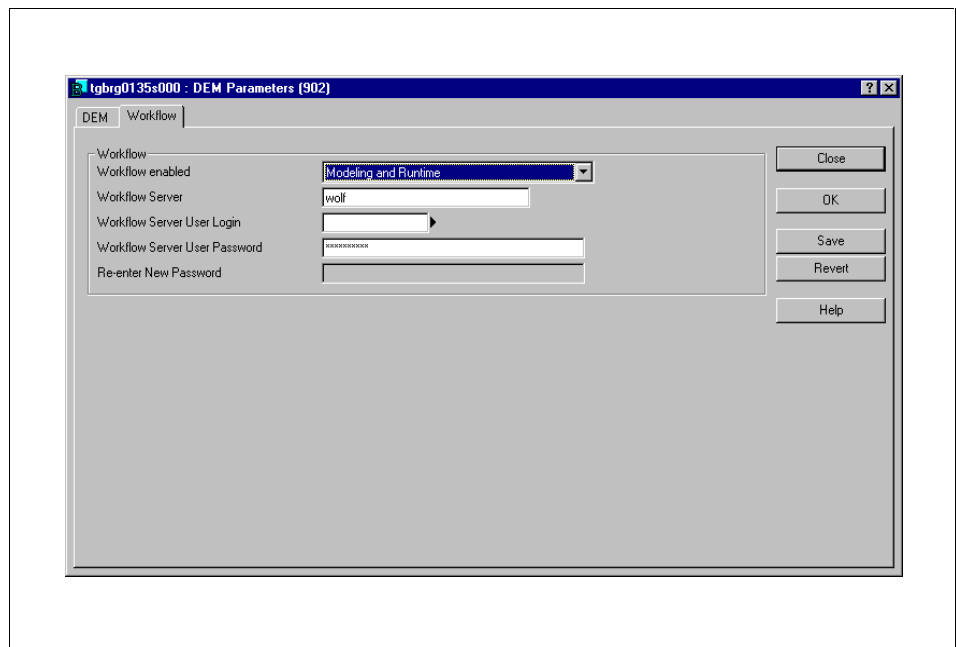 tgbrg0135s000 : DEM Parameters (902)
DEM Workflow
Workflow
Workflow enabled Modeling and Runtime
Workflow Server wolf
Workflow Server User Login
Workflow Server User Password xxxxxxxxxx
Re-enter New Password
Close
OK
Save
Revert
Help